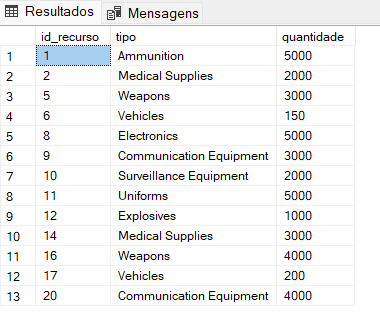 Resultados Mensagens
id_recurso tipo quantidade
1 1 Ammunition 5000
2 2 Medical Supplies 2000
3 5 Weapons 3000
4 6 Vehicles 150
5 8 Electronics 5000
6 9 Communication Equipment 3000
7 10 Surveillance Equipment 2000
8 11 Uniforms 5000
9 12 Explosives 1000
10 14 Medical Supplies 3000
11 16 Weapons 4000
12 17 Vehicles 200
13 20 Communication Equipment 4000